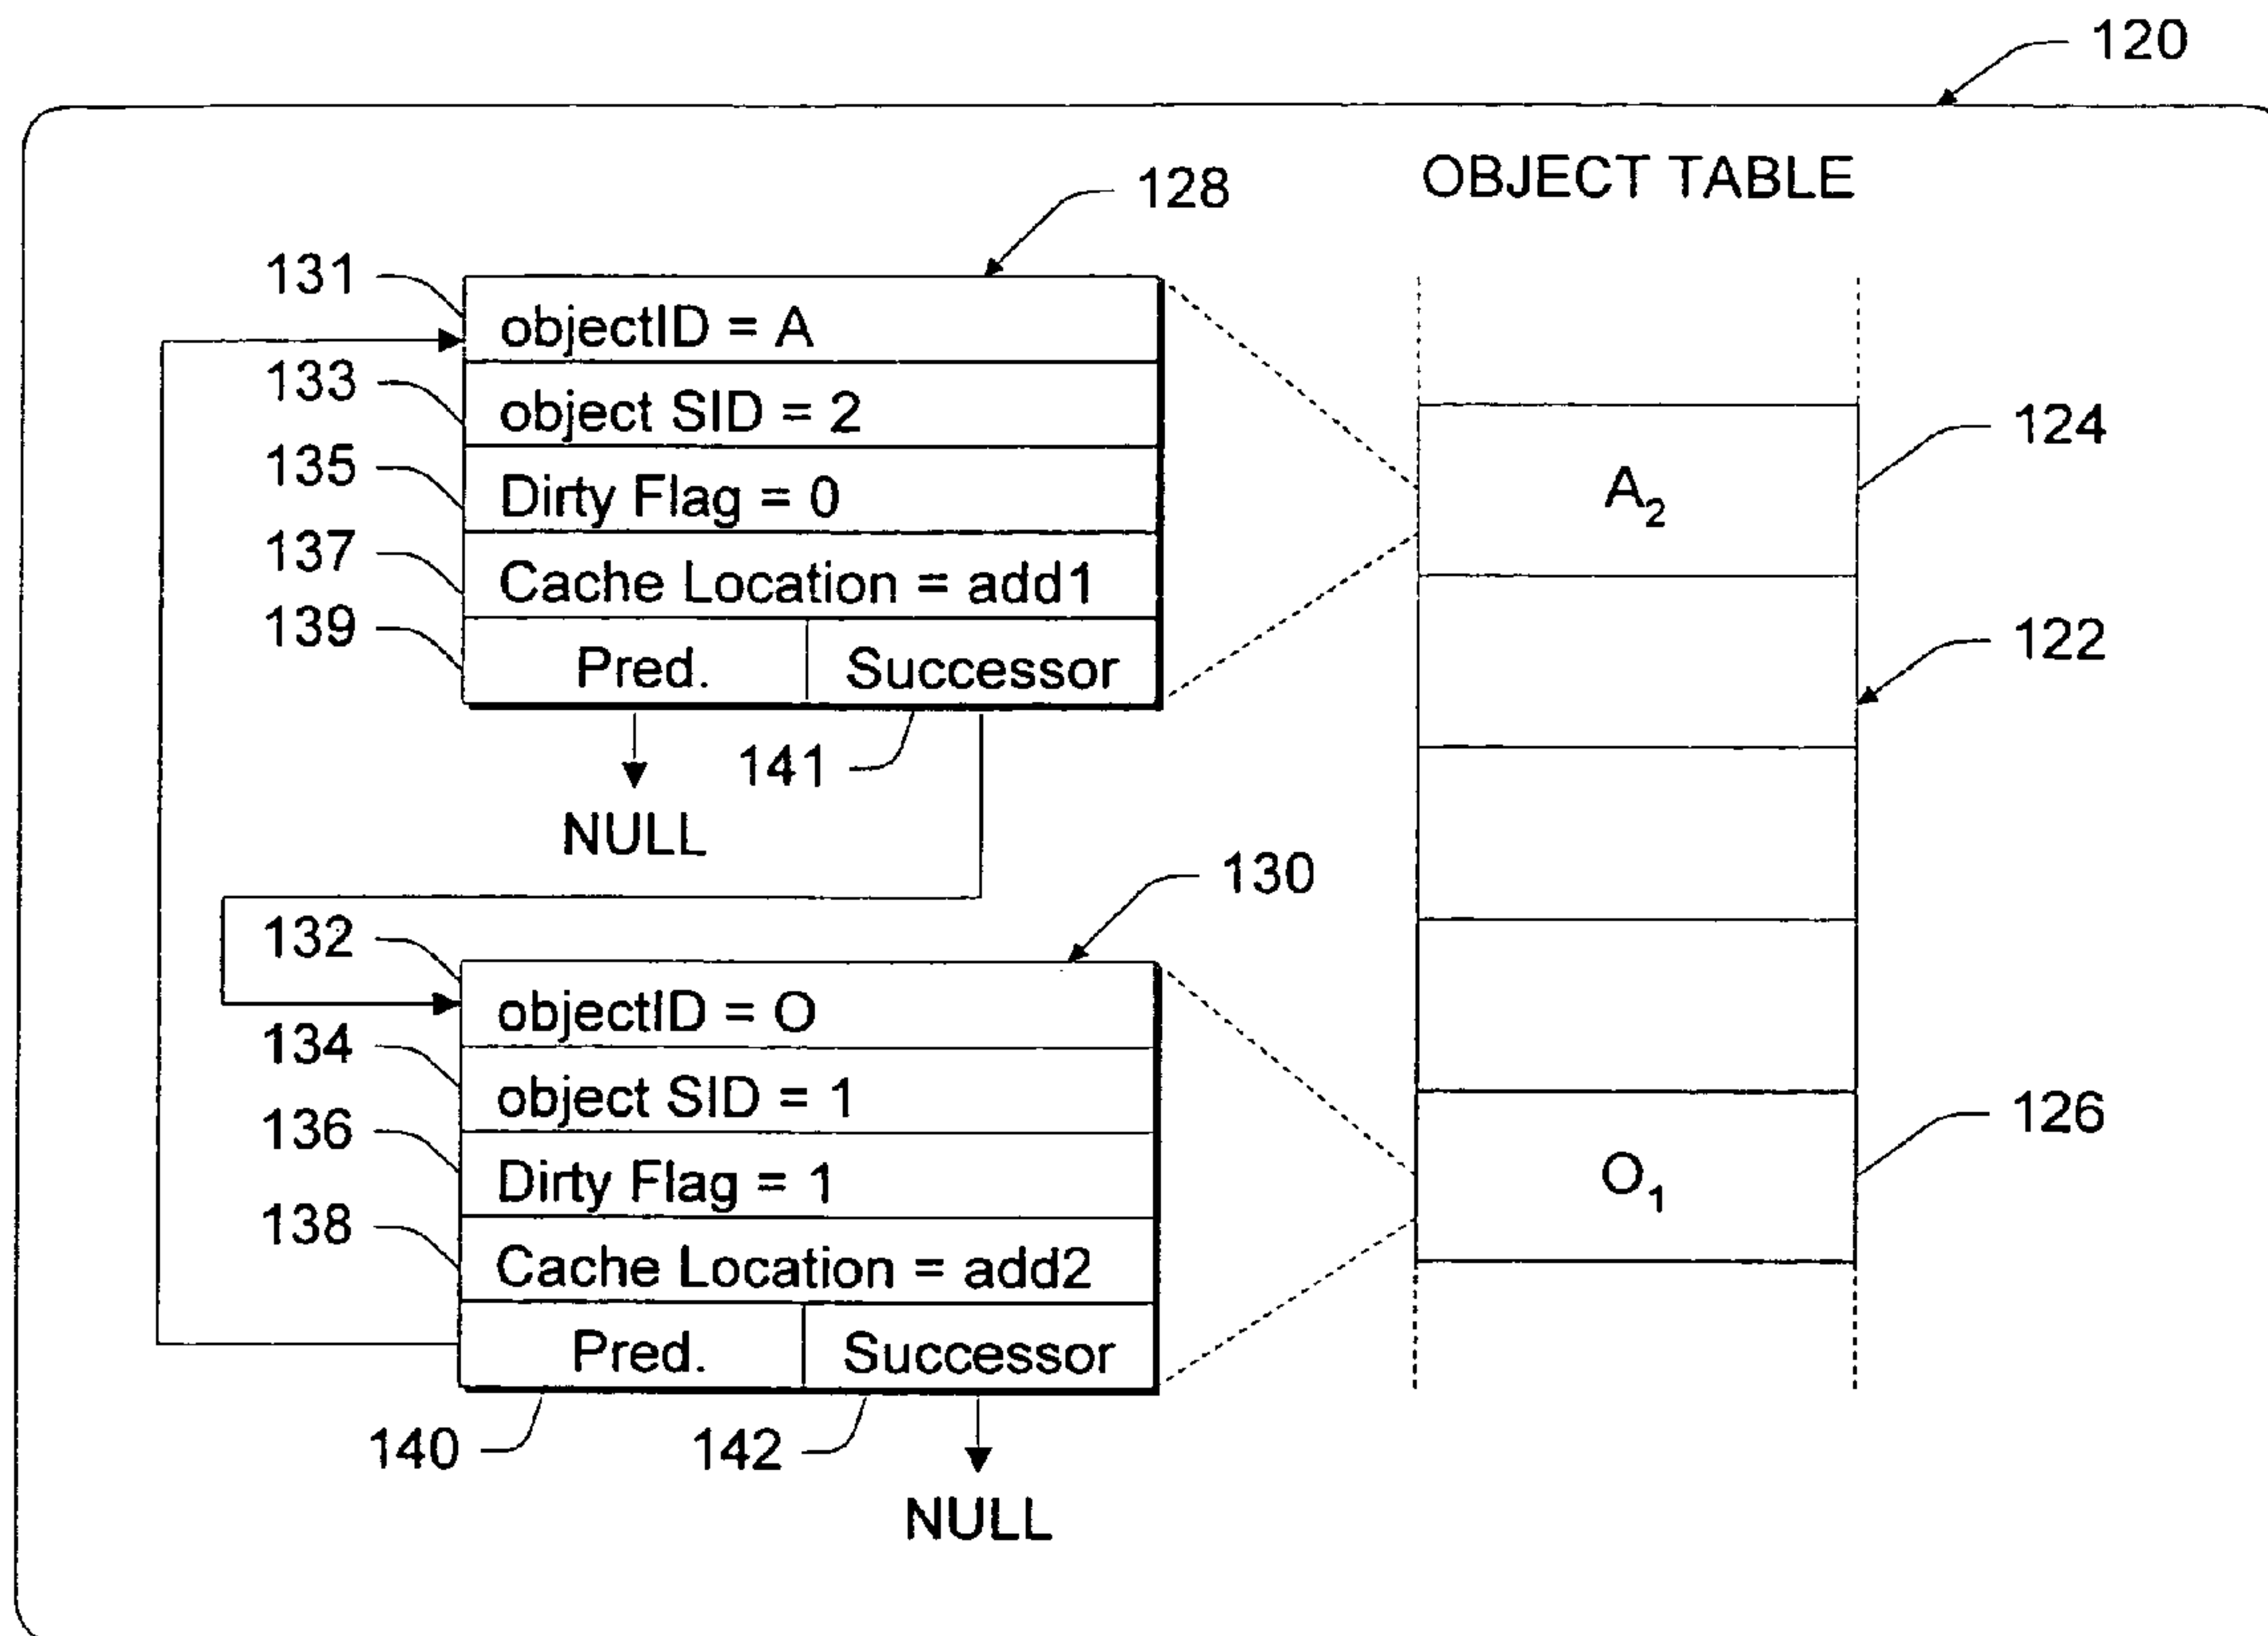 120
OBJECT TABLE
128
131
objectID = A
133
object SID = 2
135
Dirty Flag = 0
137
Cache Location = add1
139
Pred.
Successor
141
NULL
124
A2
122
130
132
objectID = O
134
object SID = 1
136
Dirty Flag = 1
138
Cache Location = add2
Pred.
Successor
140
142
NULL
126
O1